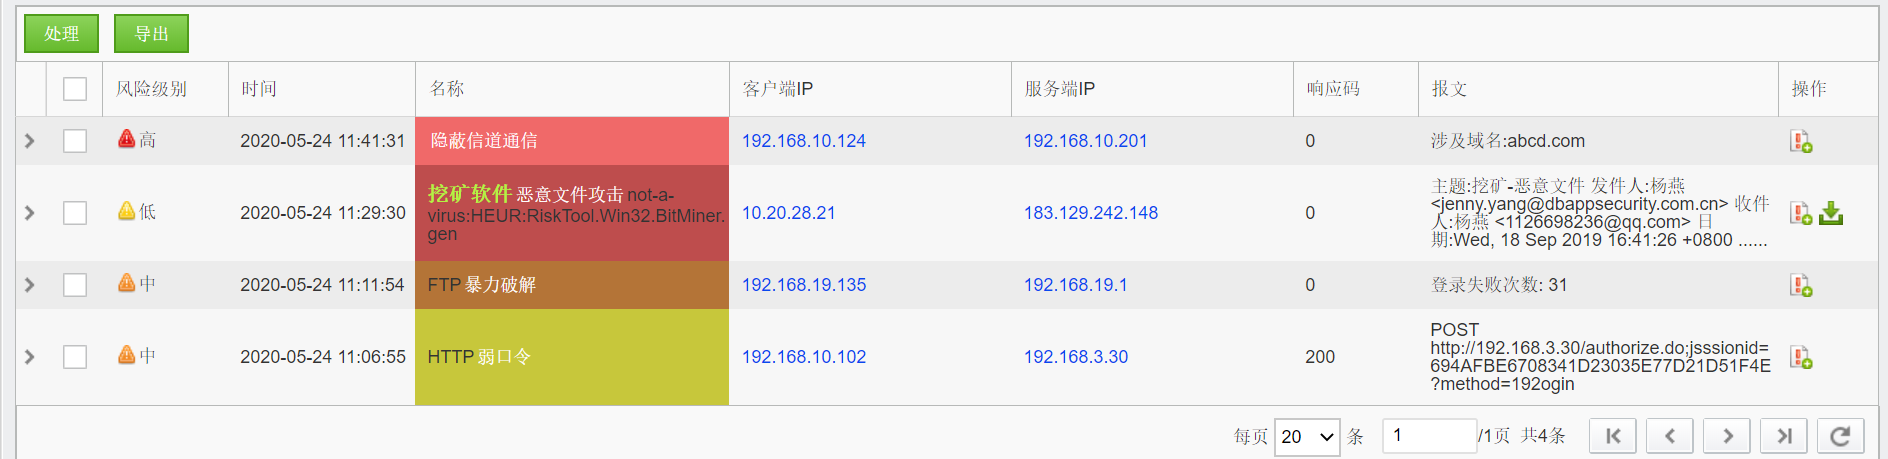 处理 导出
风险级别 时间 名称 客户端IP 服务端IP 响应码 报文 操作
高 2020-05-24 11:41:31 隐蔽信道通信 192.168.10.124 192.168.10.201 0 涉及域名:abcd.com
低 2020-05-24 11:29:30 挖矿软件 恶意文件攻击 not-a-
virus:HEUR:RiskTool.Win32.BitMiner.
gen
10.20.28.21 183.129.242.148 0 主题:挖矿-恶意文件 发件人:杨燕
<jenny.yang@dbappsecurity.com.cn> 收件
人:杨燕 <1126698236@qq.com> 日
期:Wed, 18 Sep 2019 16:41:26 +0800 ......
中 2020-05-24 11:11:54 FTP 暴力破解 192.168.19.135 192.168.19.1 0 登录失败次数: 31
中 2020-05-24 11:06:55 HTTP 弱口令 192.168.10.102 192.168.3.30 200 POST
http://192.168.3.30/authorize.do;jsssionid=
694AFBE6708341D23035E77D21D51F4E
?method=192ogin
每页 20 条 1 /1页 共4条